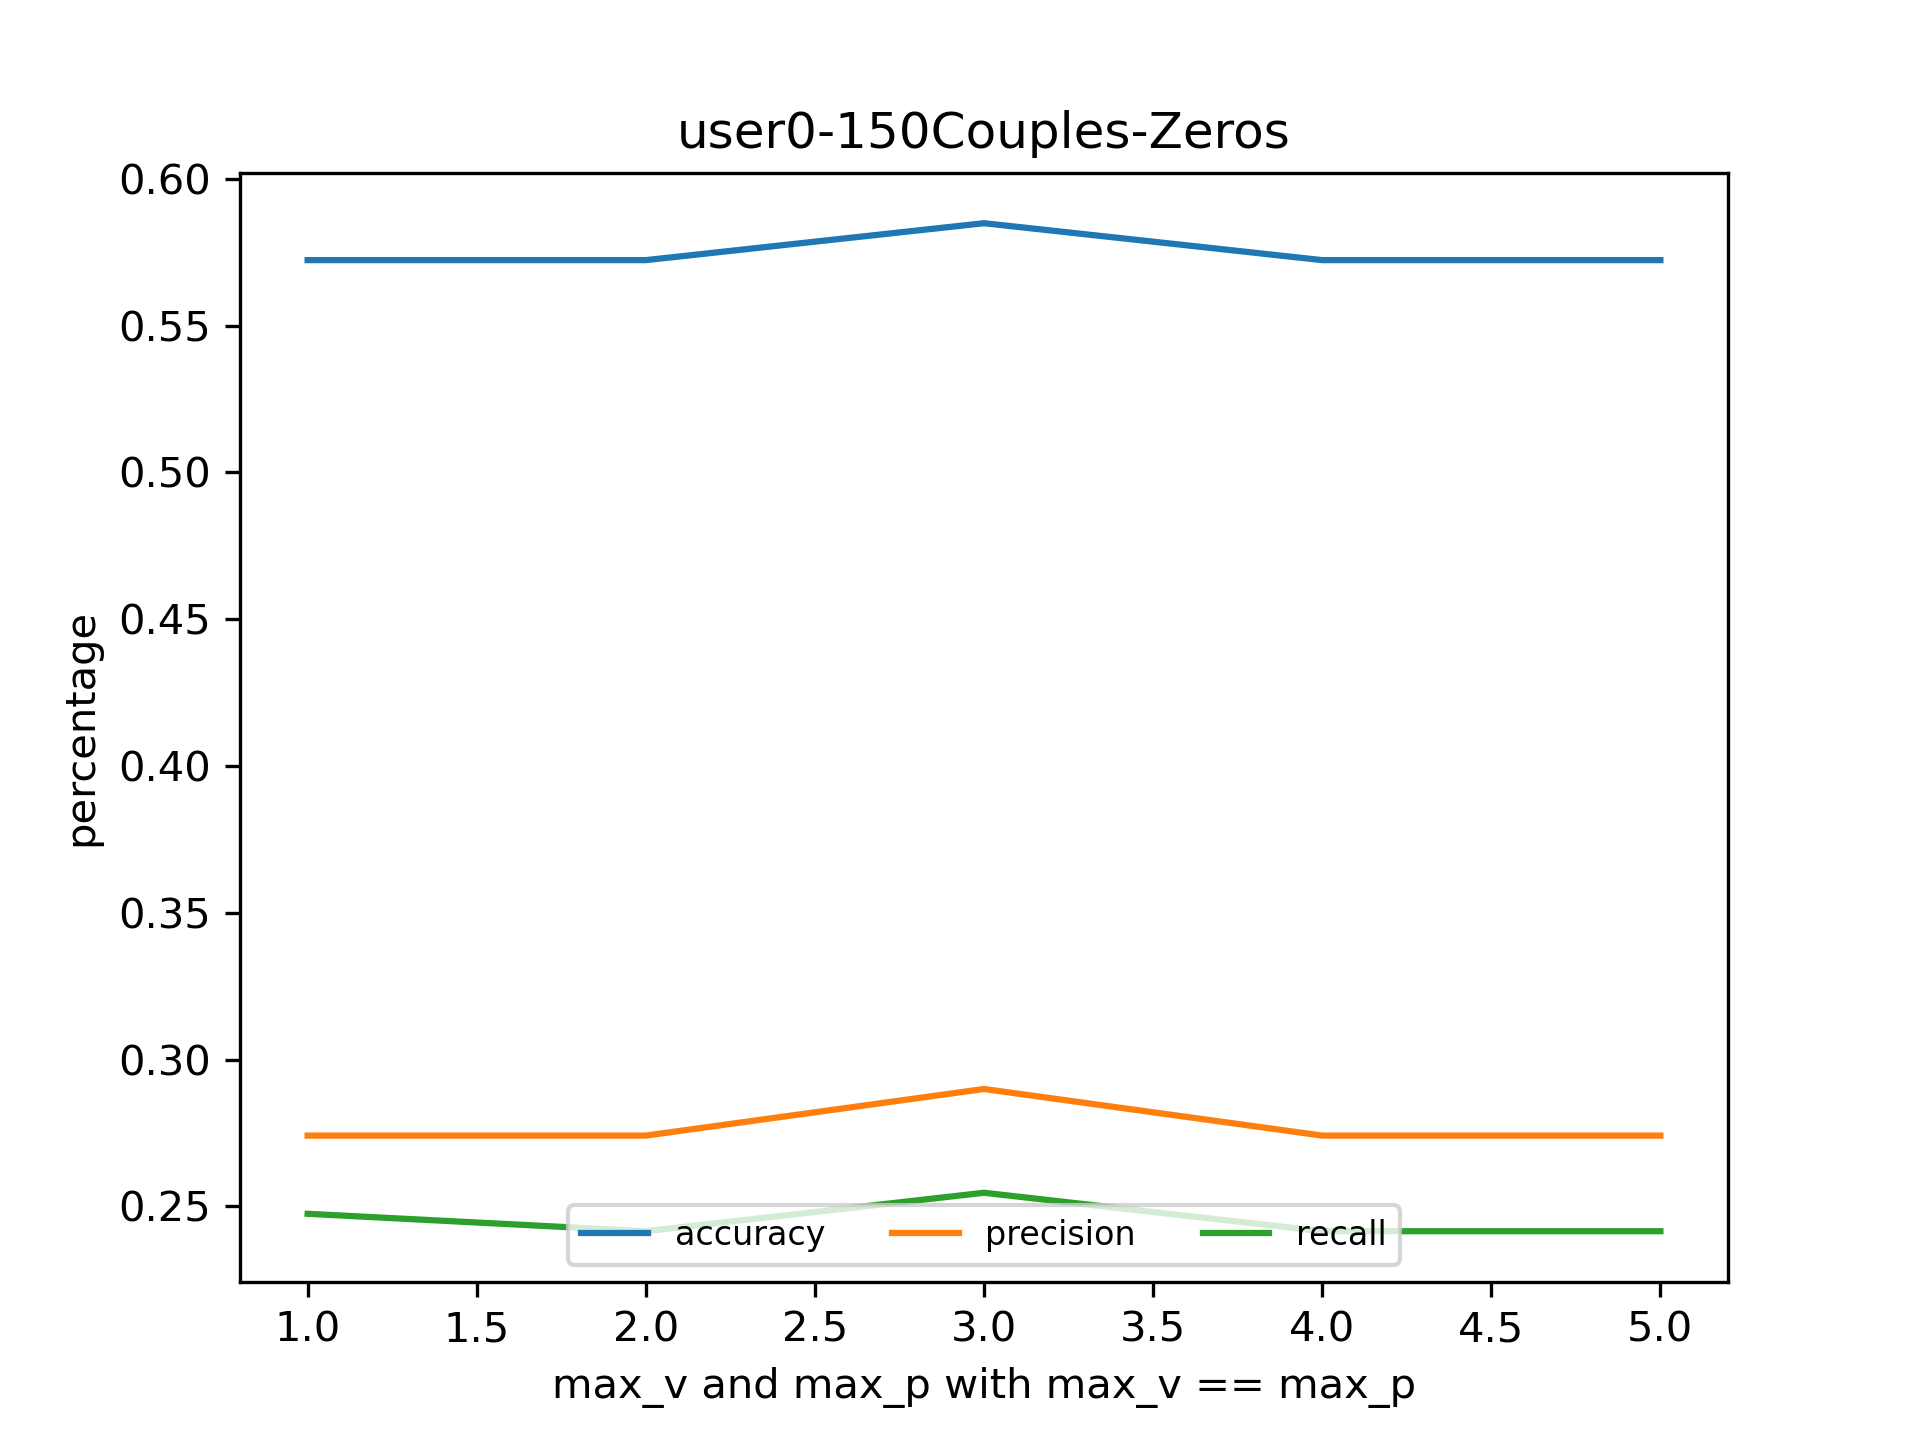 user0-150Couples-Zeros
0.60
0.55
0.50
0.45
0.40
0.35
0.30
0.25
percentage
accuracy precision recall
1.0 1.5 2.0 2.5 3.0 3.5 4.0 4.5 5.0
max_v and max_p with max_v == max_p